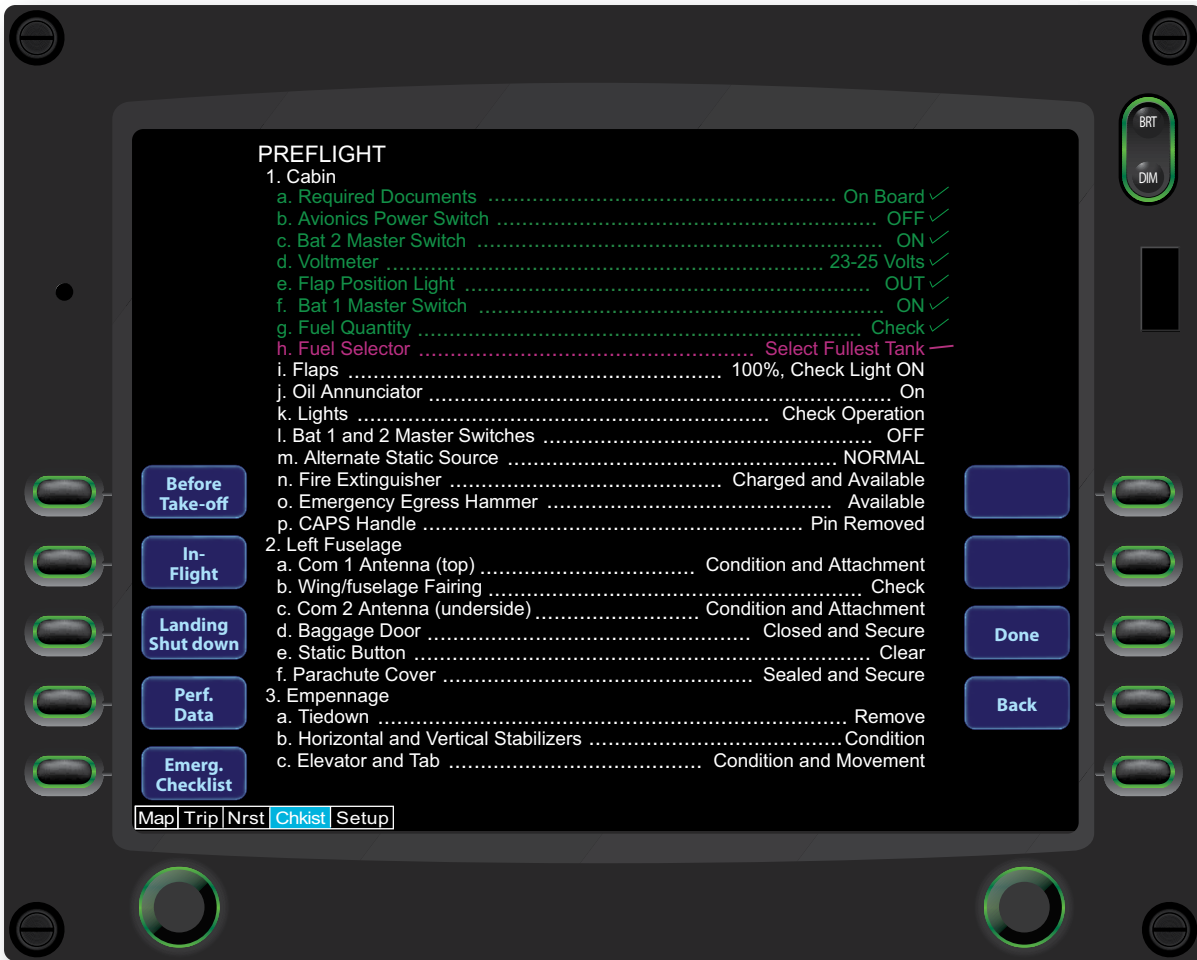 BRT
DIM
PREFLIGHT
1. Cabin
a. Required Documents ........ On Board
b. Avionics Power Switch ........ OFF
c. Bat 2 Master Switch ........ ON
d. Voltmeter ........ 23-25 Volts
e. Flap Position Light ........ OUT
f. Bat 1 Master Switch ........ ON
g. Fuel Quantity ........ Check
h. Fuel Selector ........ Select Fullest Tank
i. Flaps ........ 100%, Check Light ON
j. Oil Annunciator ........ On
k. Lights ........ Check Operation
l. Bat 1 and 2 Master Switches ........ OFF
m. Alternate Static Source ........ NORMAL
n. Fire Extinguisher ........ Charged and Available
o. Emergency Egress Hammer ........ Available
p. CAPS Handle ........ Pin Removed
2. Left Fuselage
a. Com 1 Antenna (top) ........ Condition and Attachment
b. Wing/fuselage Fairing ........ Check
c. Com 2 Antenna (underside) ........ Condition and Attachment
d. Baggage Door ........ Closed and Secure
e. Static Button ........ Clear
f. Parachute Cover ........ Sealed and Secure
3. Empennage
a. Tiedown ........ Remove
b. Horizontal and Vertical Stabilizers ........ Condition
c. Elevator and Tab ........ Condition and Movement
Before
Take-off
In-
Flight
Landing
Shut down
Perf.
Data
Emerg.
Checklist
Done
Back
Map Trip Nrst Chkist Setup